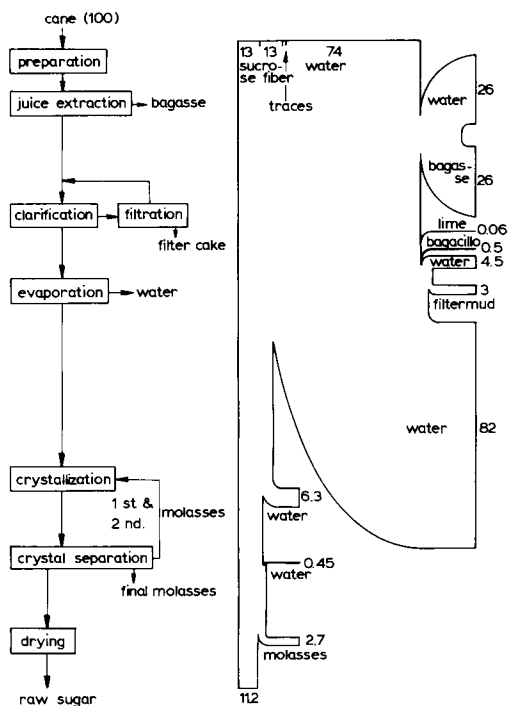 cane (100)
preparation
juice extraction
bagasse
clarification
filtration
filter cake
evaporation
water
crystallization
1 st &
2 nd.
molasses
crystal separation
final molasses
drying
raw sugar
13 13 74
sucro- fiber water
se
traces
water
26
bagas-
se
26
lime
0.06
bagacillo
0.5
water
4.5
3
filtermud
water
82
6.3
water
0.45
water
2.7
molasses
11.2